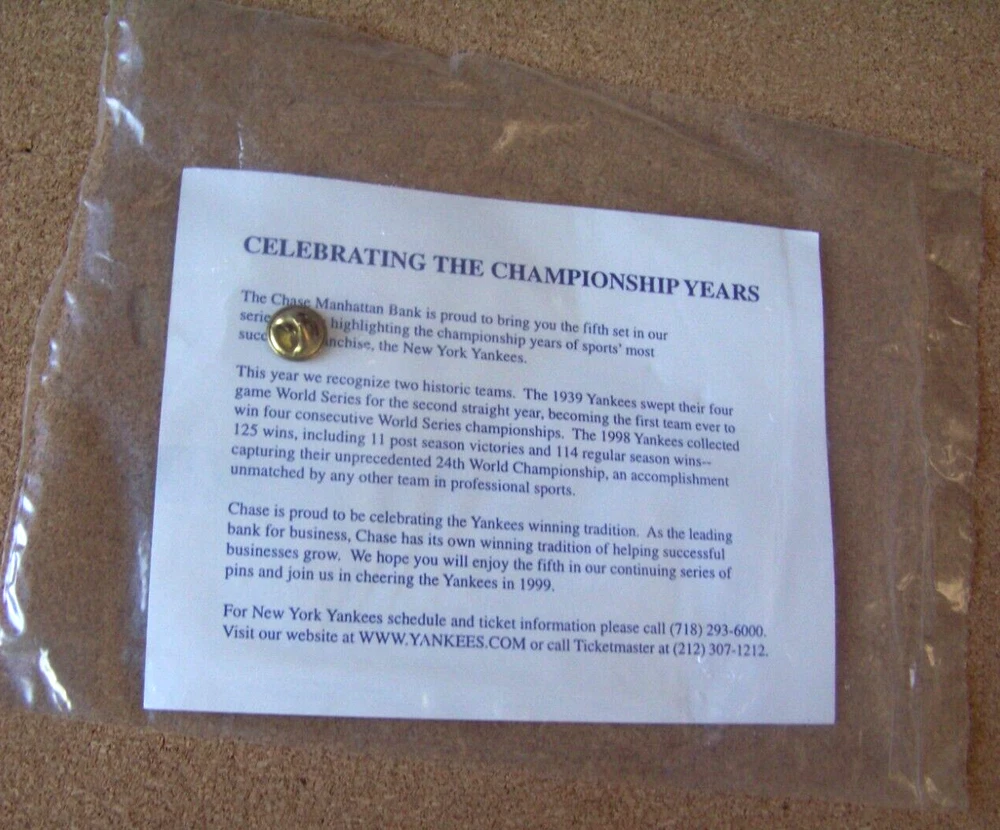 CELEBRATING THE CHAMPIONSHIP YEARS
The Chase Manhattan Bank is proud to bring you the fifth set in our
highlighting the championship years of sports' most
the New York Yankees.
This year we recognize two historic teams. The 1939 Yankees swept their four
game World Series for the second straight year, becoming the first team ever to
win four consecutive World Series championships. The 1998 Yankees collected
125 wins, including 11 post season victories and 114 regular season wins--
capturing their unprecedented 24th World Championship, an accomplishment
unmatched by any other team in professional sports.
Chase is proud to be celebrating the Yankees winning tradition. As the leading
bank for business, Chase has its own winning tradition of helping successful
businesses grow. We hope you will enjoy the fifth in our continuing series of
pins and join us in cheering the Yankees in 1999.
For New York Yankees schedule and ticket information please call (718) 293-6000.
Visit our website at WWW.YANKEES.COM or call Ticketmaster at (212) 307-1212.